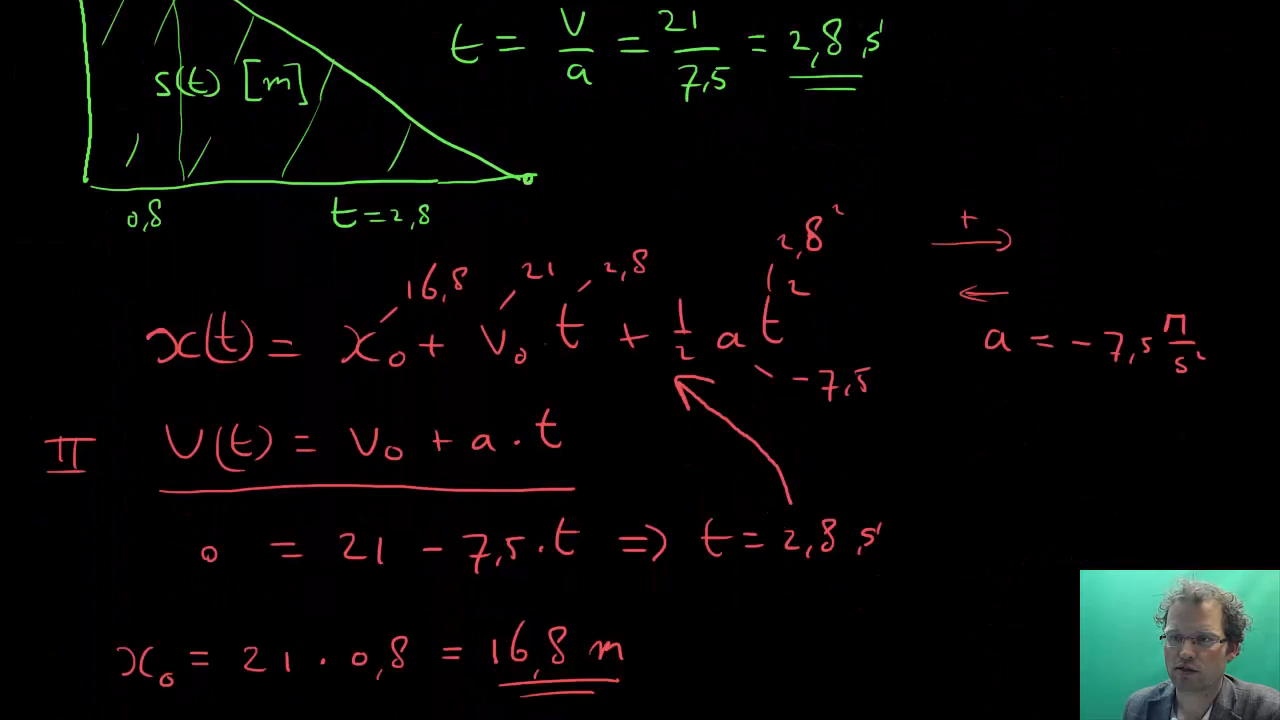 t = v/a = 21/7,5 = 2,8 s
s(t) [m]
0,8 t = 2,8
16,8 21 2,8 2,8²
x(t) = x₀ + v₀ · t + 1/2 a t²
-7,5
+
a = -7,5 m/s²
II v(t) = v₀ + a · t
0 = 21 - 7,5 · t ⇒ t = 2,8 s
x₀ = 21 · 0,8 = 16,8 m